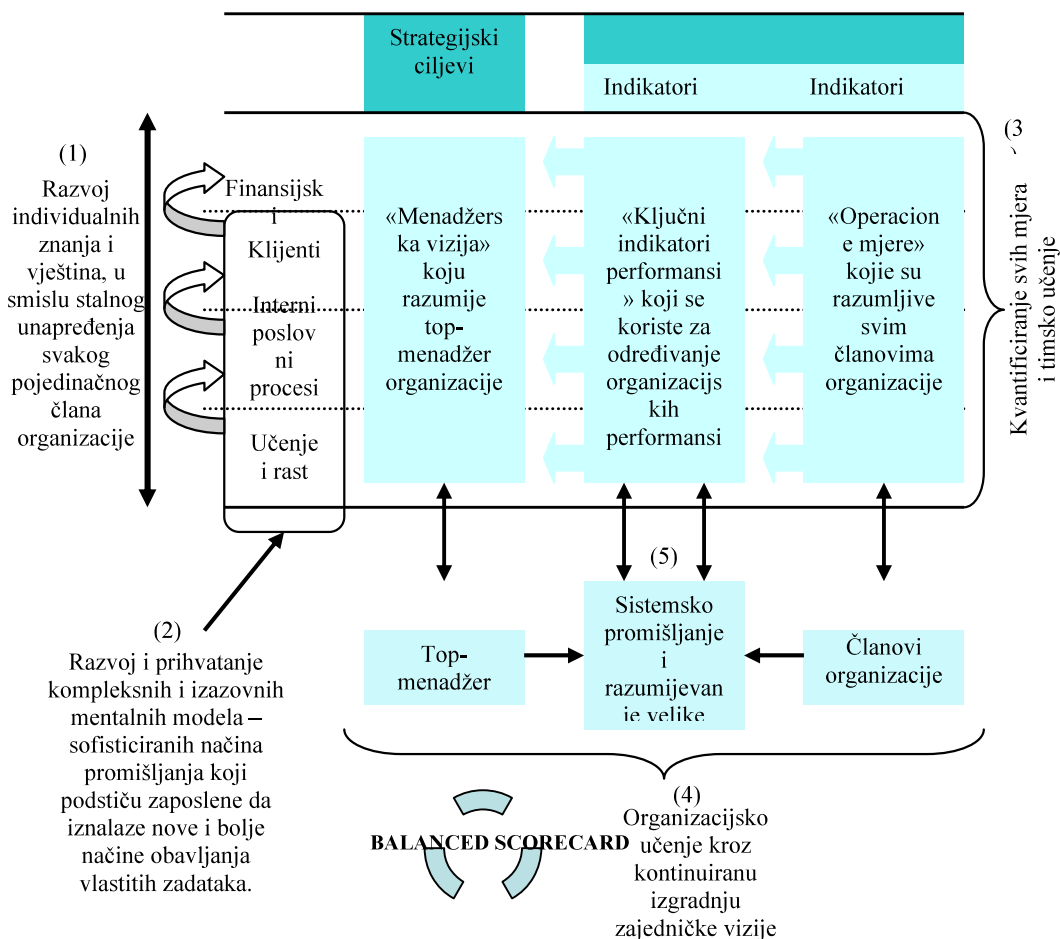 Strategijski
ciljevi
Indikatori
Indikatori
(1)
Razvoj
individualnih
znanja i
vještina, u
smislu stalnog
unapređenja
svakog
pojedinačnog
člana
organizacije
Finansijsk
i
Klijenti
Interni
poslov
ni
procesi
Učenje
i rast
«Menadžers
ka vizija»
koju
razumije
top-
menadžer
organizacije
«Ključni
indikatori
performansi
» koji se
koriste za
određivanje
organizacijs
kih
performansi
«Operacion
e mjere»
kojie su
razumljive
svim
članovima
organizacije
(3
Kvantificiranje svih mjera
i timsko učenje
(2)
Razvoj i prihvatanje
kompleksnih i izazovnih
mentalnih modela –
sofisticiranih načina
promišljanja koji
podstiču zaposlene da
iznalaze nove i bolje
načine obavljanja
vlastitih zadataka.
Top-
menadžer
(5)
Sistemsko
promišljanje
i
razumijevan
je velike
Članovi
organizacije
BALANCED SCORECARD
(4)
Organizacijsko
učenje kroz
kontinuiranu
izgradnju
zajedničke vizije